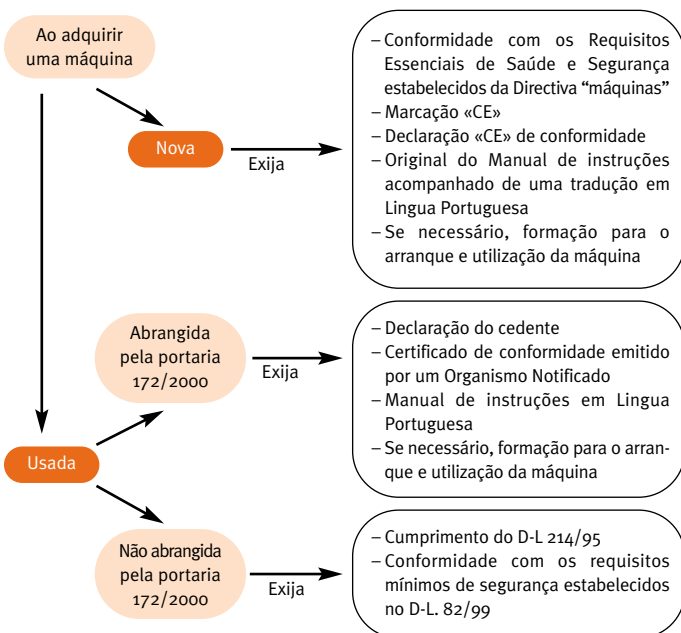 Ao adquirir
uma máquina
Nova
Exija
– Conformidade com os Requisitos
Essenciais de Saúde e Segurança
estabelecidos da Directiva “máquinas”
– Marcação «CE»
– Declaração «CE» de conformidade
– Original do Manual de instruções
acompanhado de uma tradução em
Lingua Portuguesa
– Se necessário, formação para o
arranque e utilização da máquina
Usada
Abrangida
pela portaria
172/2000
Exija
– Declaração do cedente
– Certificado de conformidade emitido
por um Organismo Notificado
– Manual de instruções em Lingua
Portuguesa
– Se necessário, formação para o arran-
que e utilização da máquina
Não abrangida
pela portaria
172/2000
Exija
– Cumprimento do D-L 214/95
– Conformidade com os requisitos
mínimos de segurança estabelecidos
no D-L. 82/99